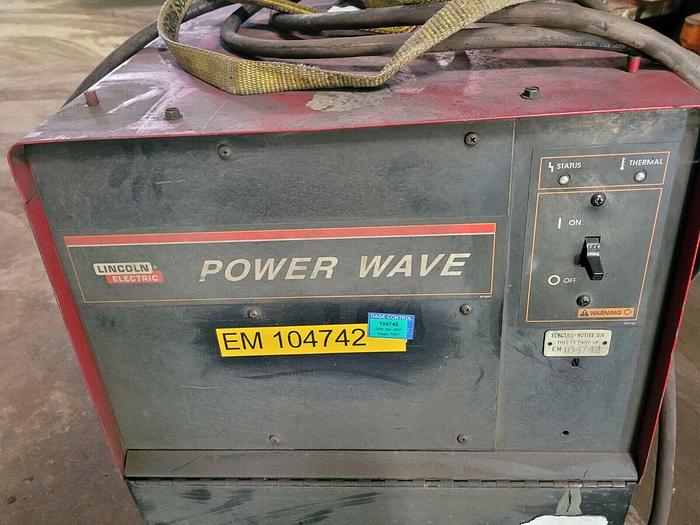 STATUS
THERMAL
ON
OFF
WARNING
LINCOLN®
ELECTRIC
POWER WAVE
EM 104742
GAGE CONTROL
104742
ELECTRO-MOTIVE DIV.
THIS IS PART OF
EM 104742